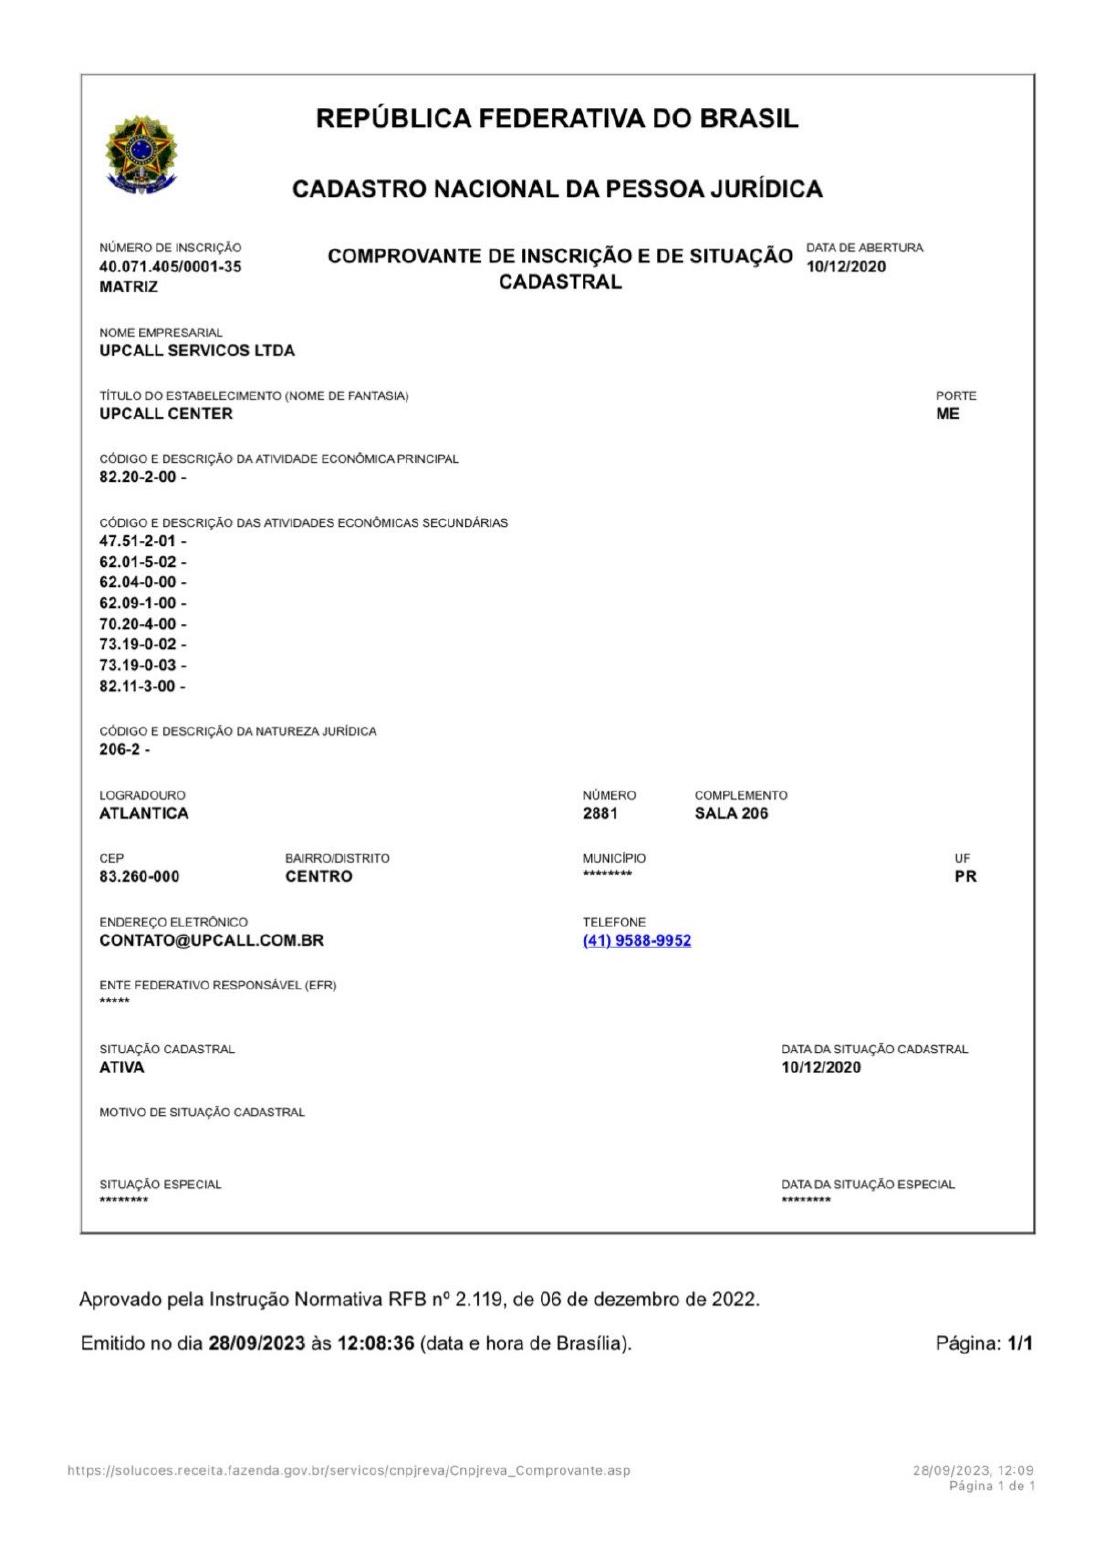 REPÚBLICA FEDERATIVA DO BRASIL
CADASTRO NACIONAL DA PESSOA JURÍDICA
NÚMERO DE INSCRIÇÃO
40.071.405/0001-35
MATRIZ
COMPROVANTE DE INSCRIÇÃO E DE SITUAÇÃO
CADASTRAL
DATA DE ABERTURA
10/12/2020
NOME EMPRESARIAL
UPCALL SERVICOS LTDA
TÍTULO DO ESTABELECIMENTO (NOME DE FANTASIA)
UPCALL CENTER
PORTE
ME
CÓDIGO E DESCRIÇÃO DA ATIVIDADE ECONÔMICA PRINCIPAL
82.20-2-00 -
CÓDIGO E DESCRIÇÃO DAS ATIVIDADES ECONÔMICAS SECUNDÁRIAS
47.51-2-01 -
62.01-5-02 -
62.04-0-00 -
62.09-1-00 -
70.20-4-00 -
73.19-0-02 -
73.19-0-03 -
82.11-3-00 -
CÓDIGO E DESCRIÇÃO DA NATUREZA JURÍDICA
206-2 -
LOGRADOURO
ATLANTICA
NÚMERO
2881
COMPLEMENTO
SALA 206
CEP
83.260-000
BAIRRO/DISTRITO
CENTRO
MUNICÍPIO
********
UF
PR
ENDEREÇO ELETRÔNICO
CONTATO@UPCALL.COM.BR
TELEFONE
(41) 9588-9952
ENTE FEDERATIVO RESPONSÁVEL (EFR)
*****
SITUAÇÃO CADASTRAL
ATIVA
DATA DA SITUAÇÃO CADASTRAL
10/12/2020
MOTIVO DE SITUAÇÃO CADASTRAL
SITUAÇÃO ESPECIAL
********
DATA DA SITUAÇÃO ESPECIAL
********
Aprovado pela Instrução Normativa RFB nº 2.119, de 06 de dezembro de 2022.
Emitido no dia 28/09/2023 às 12:08:36 (data e hora de Brasília).
Página: 1/1
https://solucoes.receita.fazenda.gov.br/servicos/cnpjreva/Cnpjreva_Comprovante.asp
28/09/2023, 12:09
Página 1 de 1